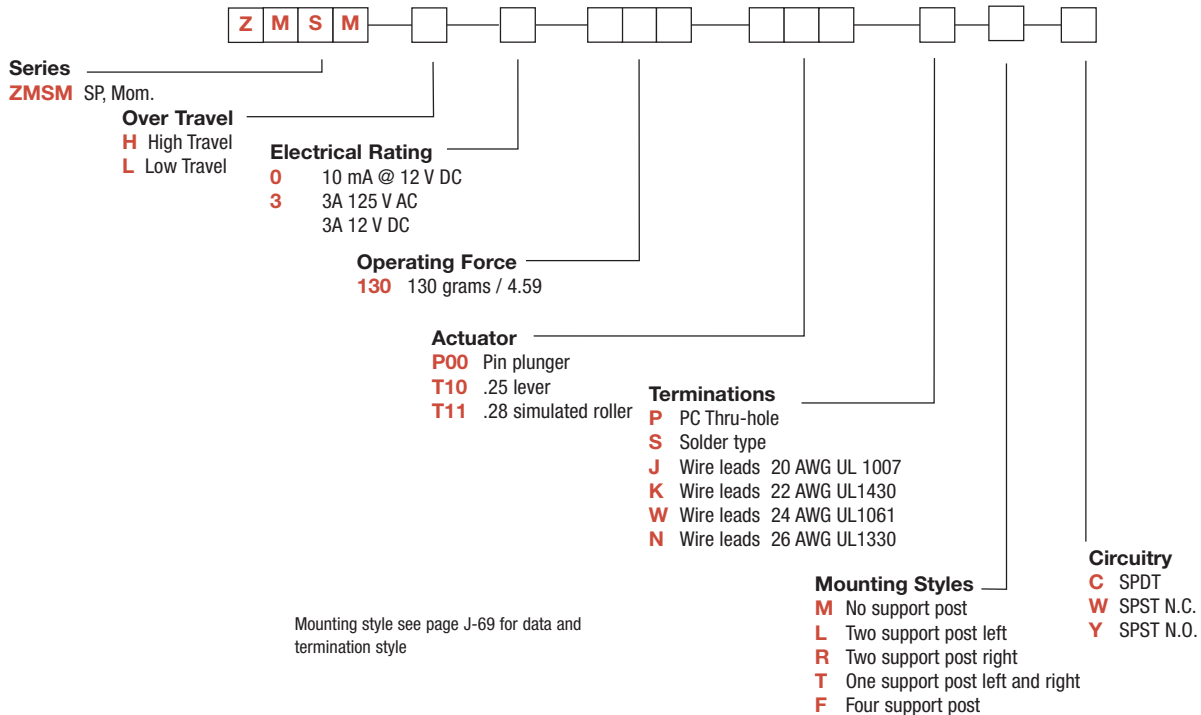 Z M S M
Series
ZMSM SP, Mom.
Over Travel
H High Travel
L Low Travel
Electrical Rating
0 10 mA @ 12 V DC
3 3A 125 V AC
3A 12 V DC
Operating Force
130 130 grams / 4.59
Actuator
P00 Pin plunger
T10 .25 lever
T11 .28 simulated roller
Terminations
P PC Thru-hole
S Solder type
J Wire leads 20 AWG UL 1007
K Wire leads 22 AWG UL1430
W Wire leads 24 AWG UL1061
N Wire leads 26 AWG UL1330
Mounting Styles
M No support post
L Two support post left
R Two support post right
T One support post left and right
F Four support post
Circuitry
C SPDT
W SPST N.C.
Y SPST N.O.
Mounting style see page J-69 for data and
termination style